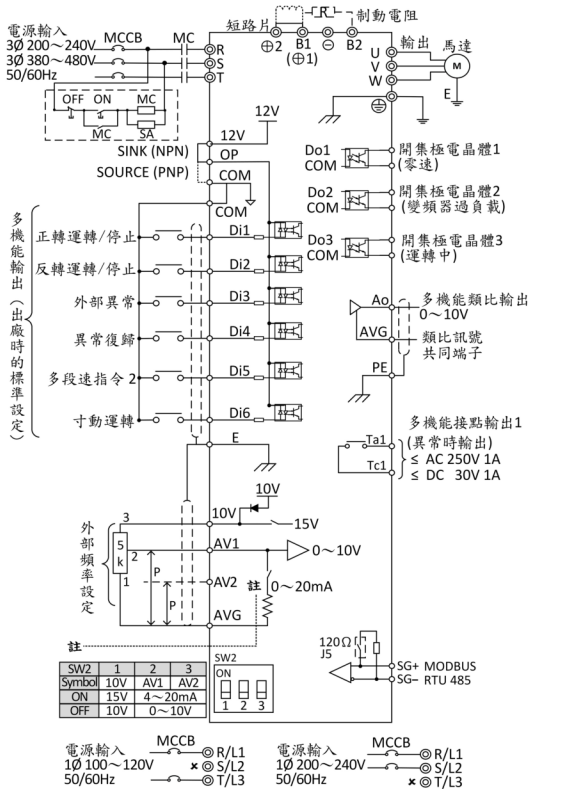 電源輸入
3Ø 200～240V
3Ø 380～480V
50/60Hz
MCCB
MC
R
S
T
OFF
ON
MC
MC
SA
短路片
制動電阻
R
⊕2
B1
(⊕1)
⊖
B2
U
V
W
輸出
馬達
M
E
12V
12V
SINK (NPN)
OP
SOURCE (PNP)
COM
COM
Do1
COM
開集極電晶體1
(零速)
Do2
COM
開集極電晶體2
(變頻器過負載)
Do3
COM
開集極電晶體3
(運轉中)
多機能輸出（出廠時的標準設定）
正轉運轉/停止
Di1
反轉運轉/停止
Di2
外部異常
Di3
異常復歸
Di4
多段速指令 2
Di5
寸動運轉
Di6
E
Ao
多機能類比輸出
0～10V
AVG
類比訊號
共同端子
PE
多機能接點輸出1
Ta1
(異常時輸出)
≤ AC 250V 1A
Tc1
≤ DC 30V 1A
10V
外部頻率設定
3
10V
15V
5k
2
AV1
0～10V
1
P
AV2
註
0～20mA
P
AVG
註
120Ω
J5
SG+ MODBUS
SG− RTU 485
SW2
ON
1 2 3
SW2 1 2 3
Symbol 10V AV1 AV2
ON 15V 4～20mA
OFF 10V 0～10V
電源輸入
1Ø 100～120V
50/60Hz
MCCB
R/L1
× S/L2
T/L3
電源輸入
1Ø 200～240V
50/60Hz
MCCB
R/L1
S/L2
× T/L3